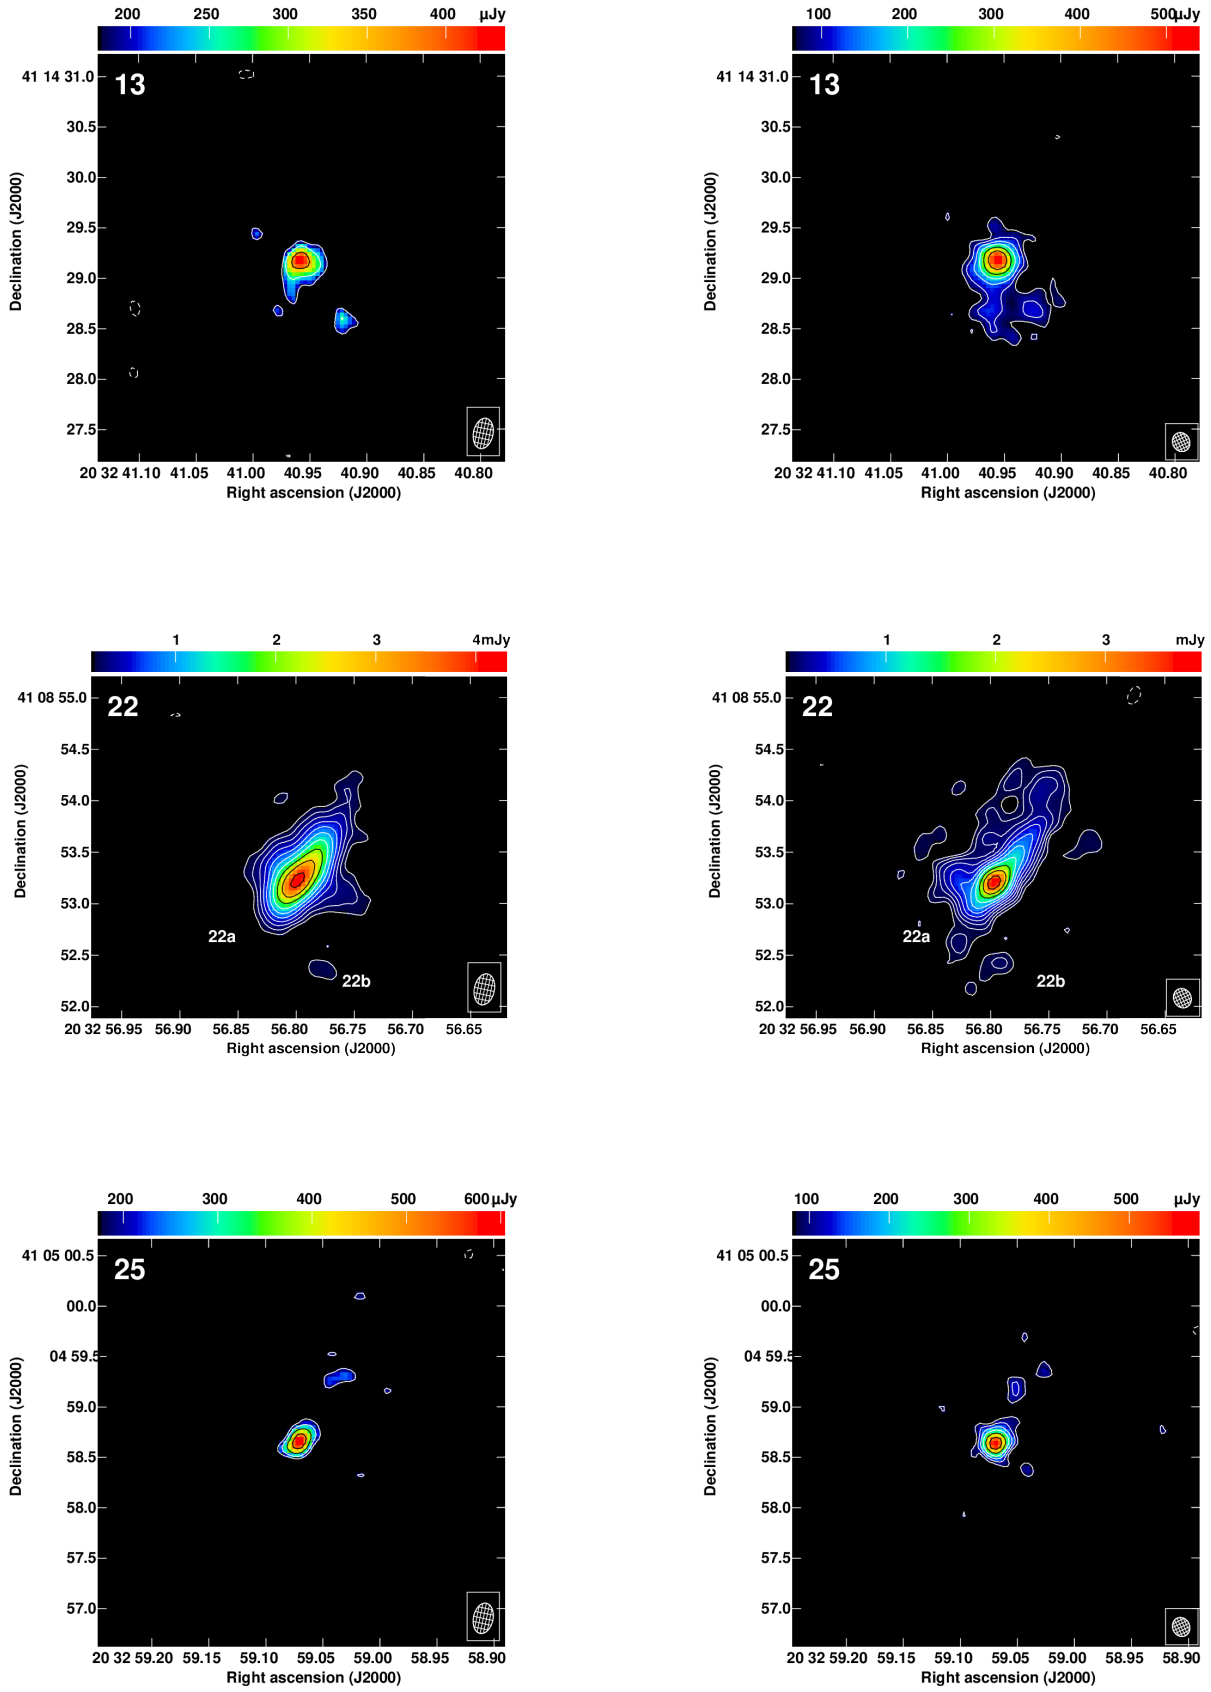 200 250 300 350 400 μJy
13
41 14 31.0
30.5
30.0
29.5
29.0
28.5
28.0
27.5
Declination (J2000)
20 32 41.10 41.05 41.00 40.95 40.90 40.85 40.80
Right ascension (J2000)
100 200 300 400 500 μJy
13
41 14 31.0
30.5
30.0
29.5
29.0
28.5
28.0
27.5
Declination (J2000)
20 32 41.10 41.05 41.00 40.95 40.90 40.85 40.80
Right ascension (J2000)
1 2 3 4 mJy
22
41 08 55.0
54.5
54.0
53.5
53.0
52.5
52.0
Declination (J2000)
22a
22b
20 32 56.95 56.90 56.85 56.80 56.75 56.70 56.65
Right ascension (J2000)
1 2 3 mJy
22
41 08 55.0
54.5
54.0
53.5
53.0
52.5
52.0
Declination (J2000)
22a
22b
20 32 56.95 56.90 56.85 56.80 56.75 56.70 56.65
Right ascension (J2000)
200 300 400 500 600 μJy
25
41 05 00.5
00.0
04 59.5
59.0
58.5
58.0
57.5
57.0
Declination (J2000)
20 32 59.20 59.15 59.10 59.05 59.00 58.95 58.90
Right ascension (J2000)
100 200 300 400 500 μJy
25
41 05 00.5
00.0
04 59.5
59.0
58.5
58.0
57.5
57.0
Declination (J2000)
20 32 59.20 59.15 59.10 59.05 59.00 58.95 58.90
Right ascension (J2000)